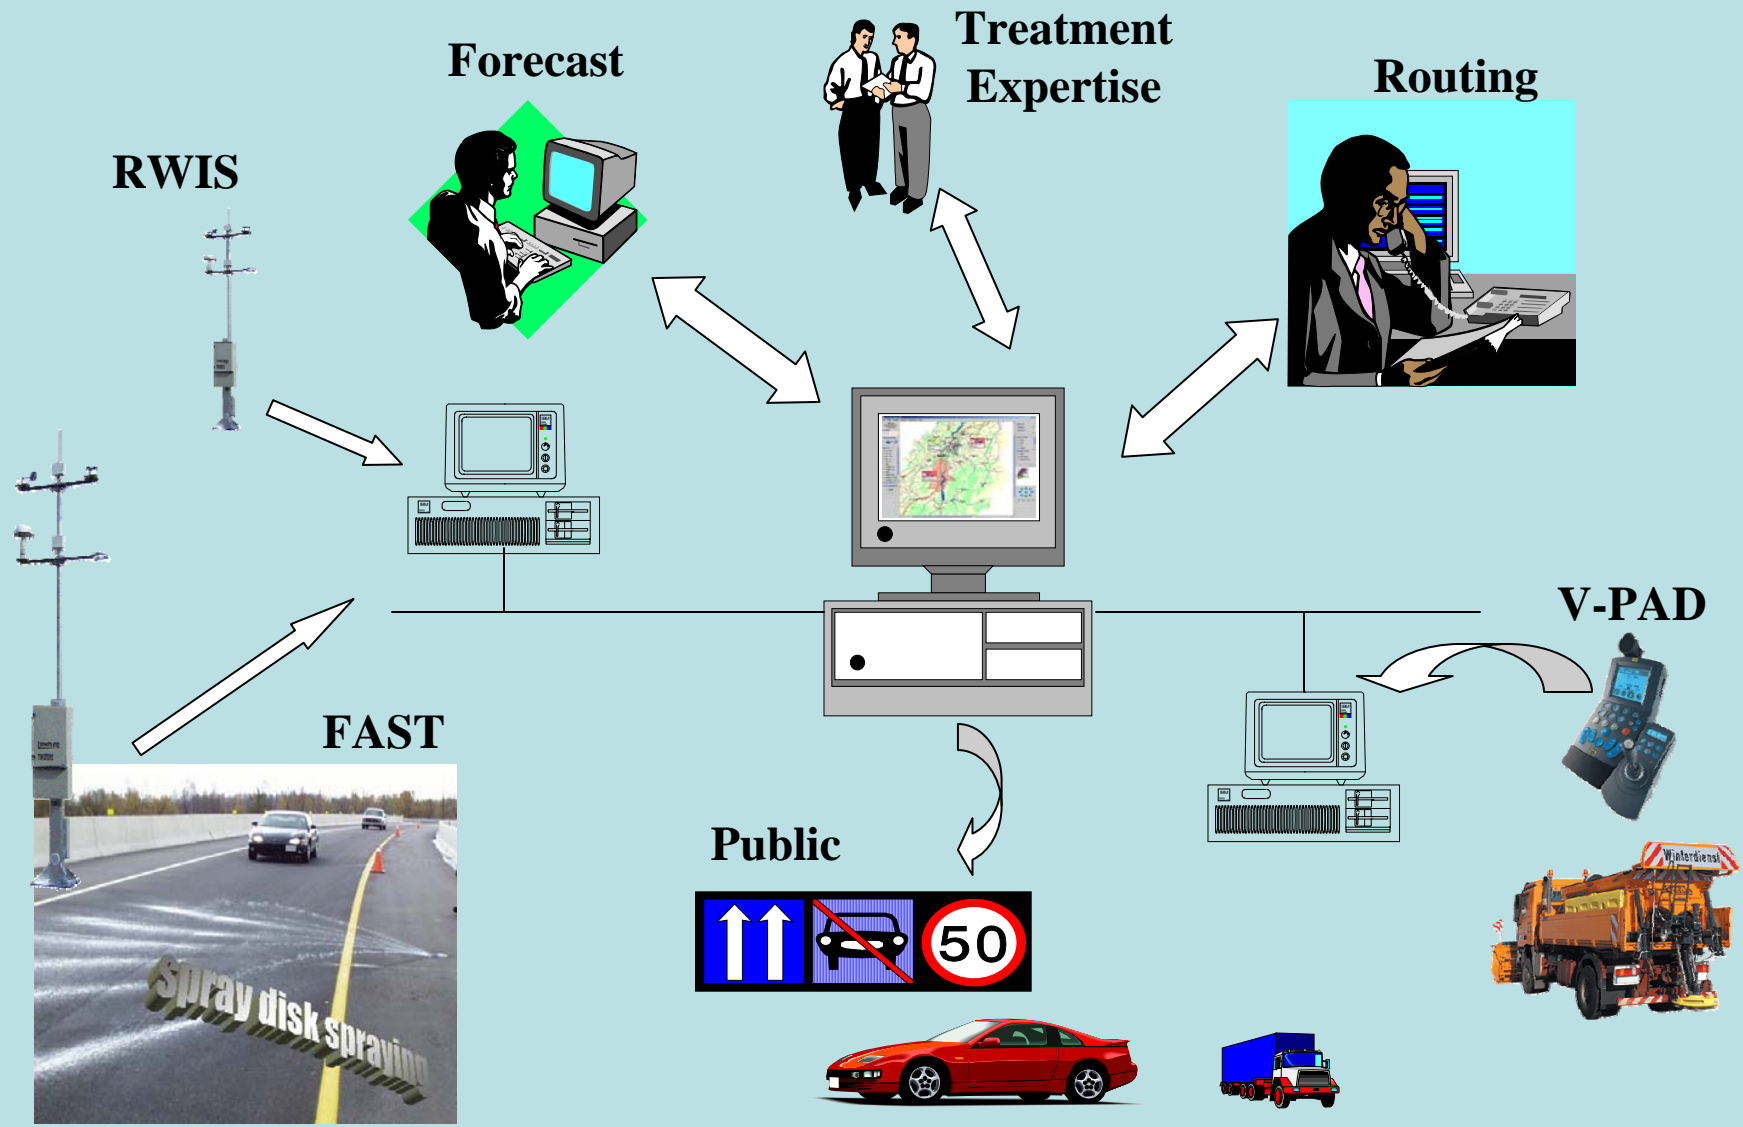 Forecast
Treatment
Expertise
Routing
RWIS
V-PAD
FAST
Public
50
Winterdienst
Spray disk spraying